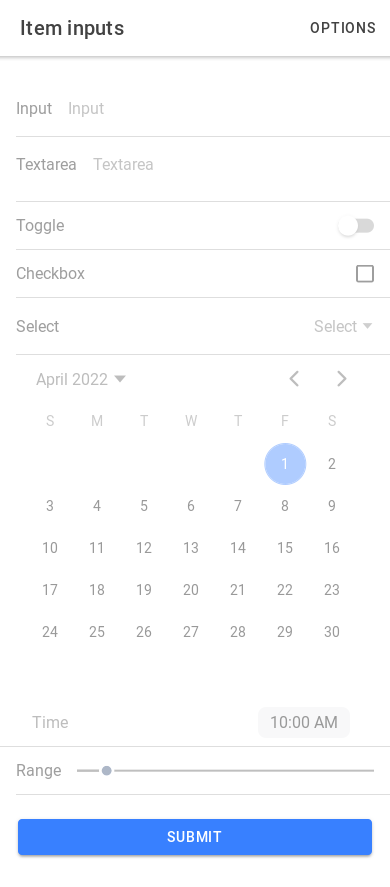 Item inputs OPTIONS
Input Input
Textarea Textarea
Toggle
Checkbox
Select Select
April 2022
S M T W T F S
1 2
3 4 5 6 7 8 9
10 11 12 13 14 15 16
17 18 19 20 21 22 23
24 25 26 27 28 29 30
Time 10:00 AM
Range
SUBMIT